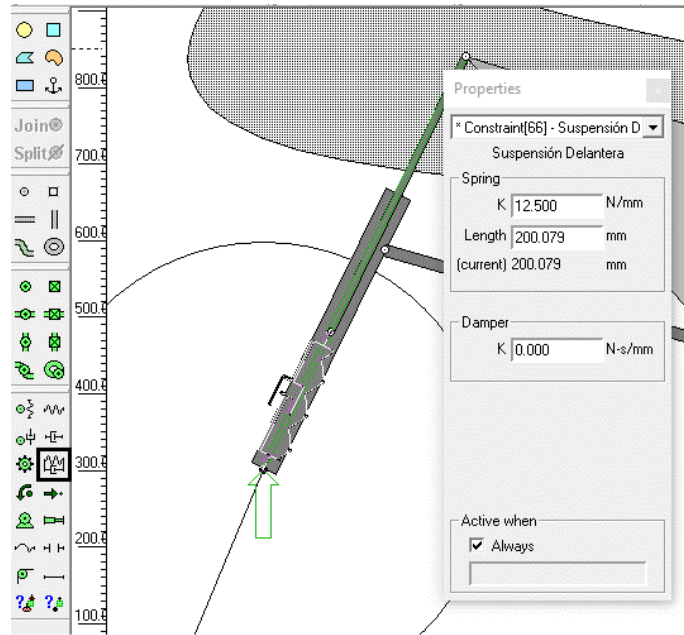 Join
Split
800.0
700.0
600.0
500.0
400.0
300.0
200.0
100.0
Properties
* Constraint[66] - Suspensión D
Suspensión Delantera
Spring
K 12.500 N/mm
Length 200.079 mm
(current) 200.079 mm
Damper
K 0.000 N-s/mm
Active when
Always